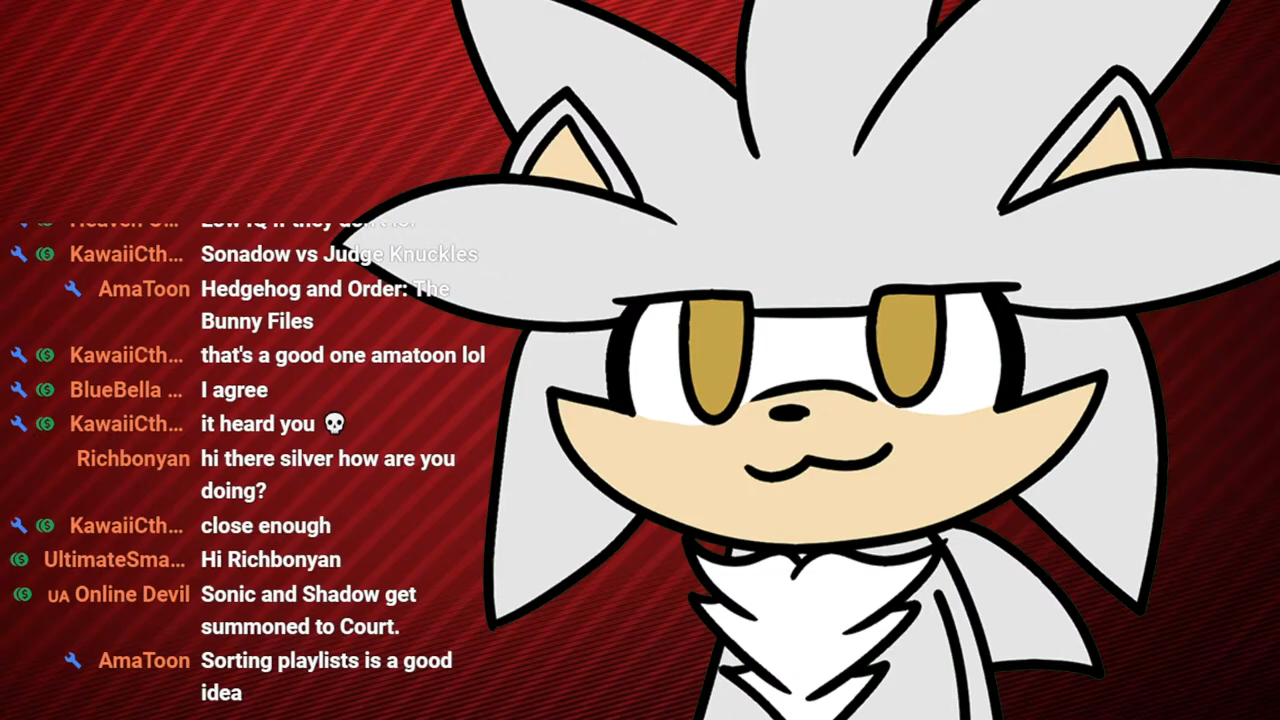 KawaiiCth... Sonadow vs Judge Knuckles
AmaToon Hedgehog and Order: The
Bunny Files
KawaiiCth... that's a good one amatoon lol
BlueBella ... I agree
KawaiiCth... it heard you 💀
Richbonyan hi there silver how are you
doing?
KawaiiCth... close enough
UltimateSma... Hi Richbonyan
UA Online Devil Sonic and Shadow get
summoned to Court.
AmaToon Sorting playlists is a good
idea